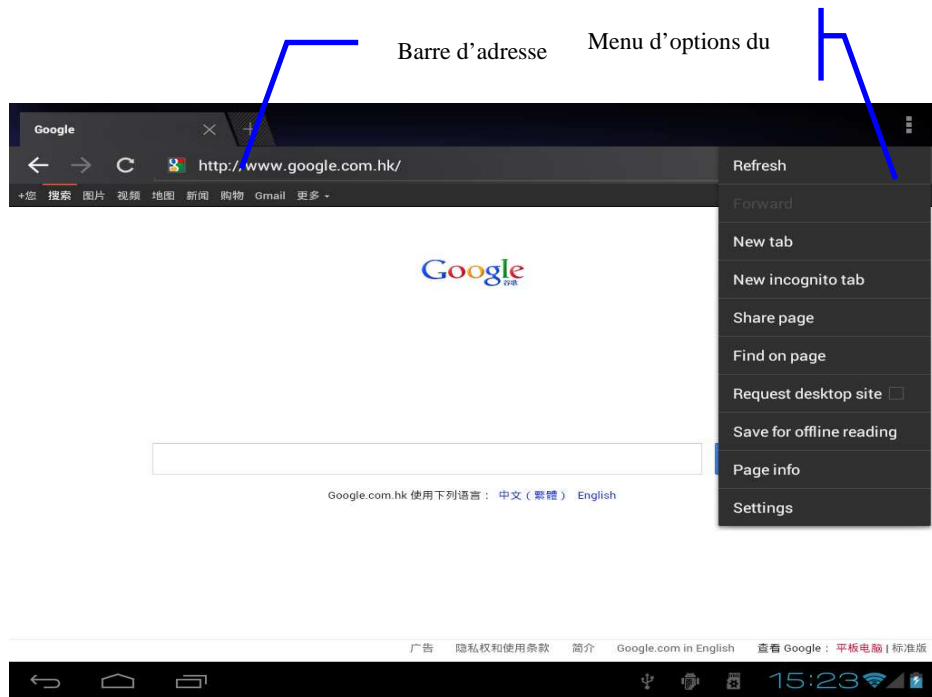 Barre d’adresse
Menu d’options du
Google
http://www.google.com.hk/
+您 搜索 图片 视频 地图 新闻 购物 Gmail 更多
Refresh
Forward
New tab
New incognito tab
Share page
Find on page
Request desktop site
Save for offline reading
Page info
Settings
Google
谷歌
Google.com.hk 使用下列语言： 中文（繁體） English
广告 隐私权和使用条款 简介 Google.com in English 查看 Google： 平板电脑 | 标准版
15:23